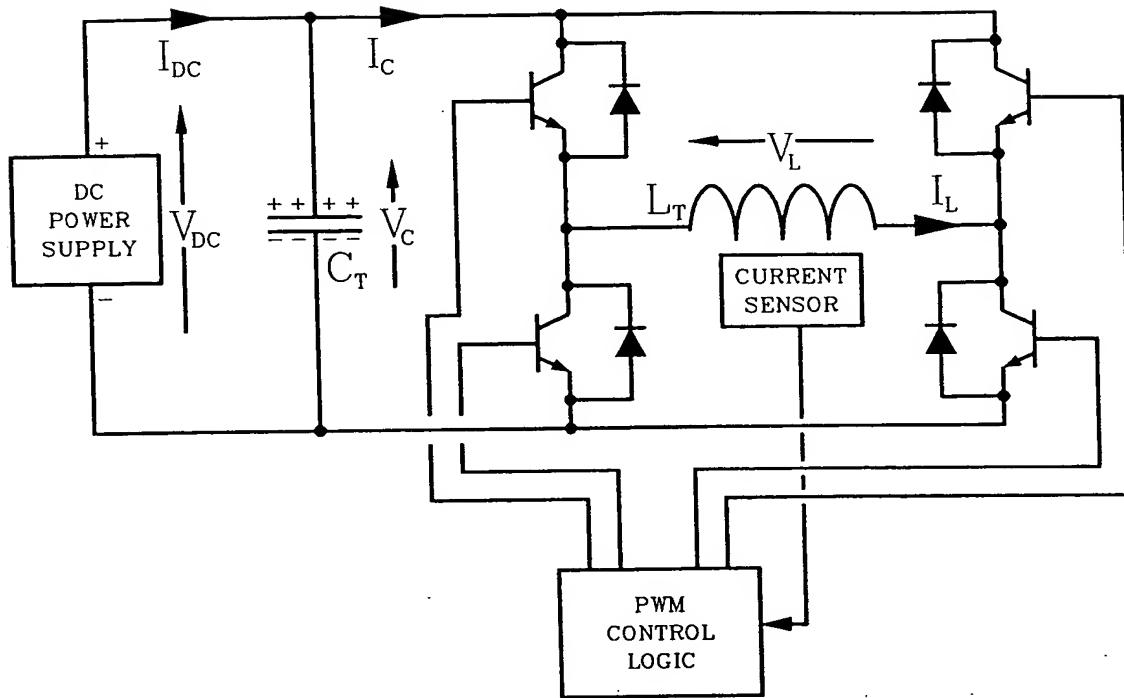 I_DC
I_C
+
DC
POWER
SUPPLY
−
V_DC
+ + + +
− − − −
C_T
V_C
V_L
L_T
I_L
CURRENT
SENSOR
PWM
CONTROL
LOGIC